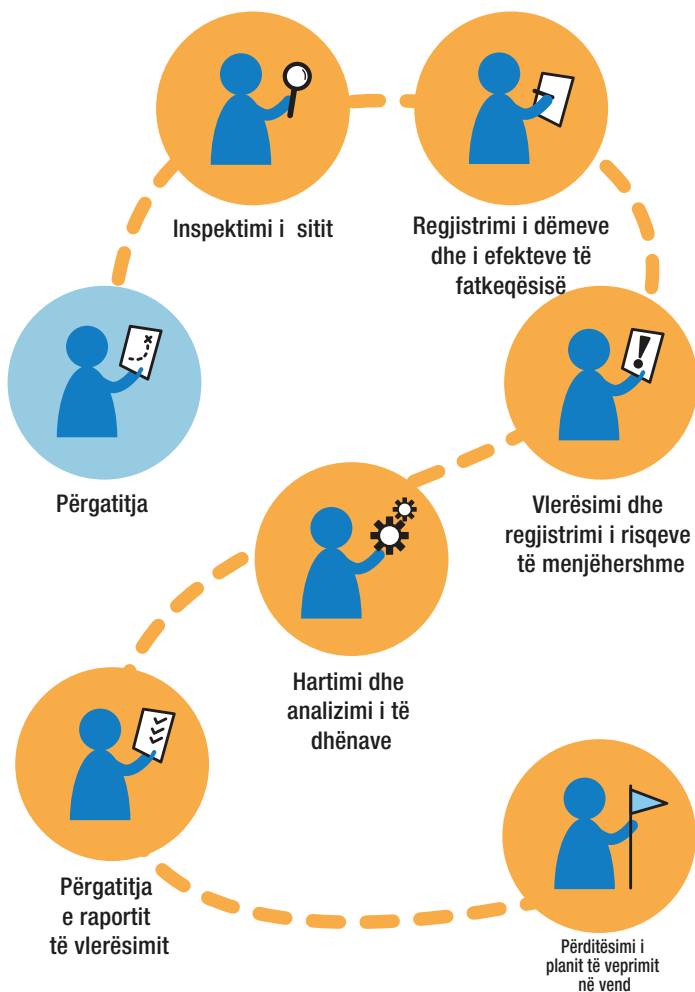 Përgatitja
Inspektimi i sitit
Regjistrimi i dëmeve
dhe i efekteve të
fatkeqësisë
Vlerësimi dhe
regjistrimi i risqeve
të menjëhershme
Hartimi dhe
analizimi i të
dhënave
Përgatitja
e raportit
të vlerësimit
Përditësimi i
planit të veprimit
në vend